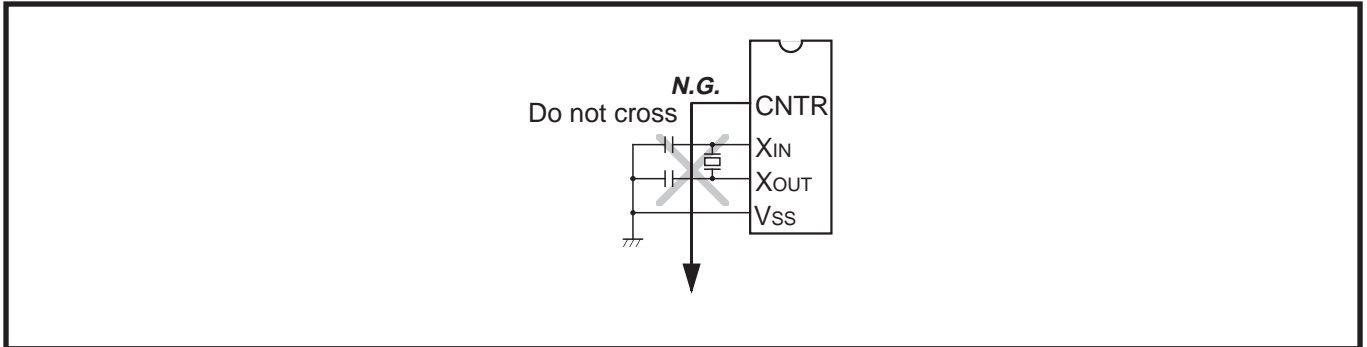 N.G.
Do not cross
CNTR
XIN
XOUT
VSS